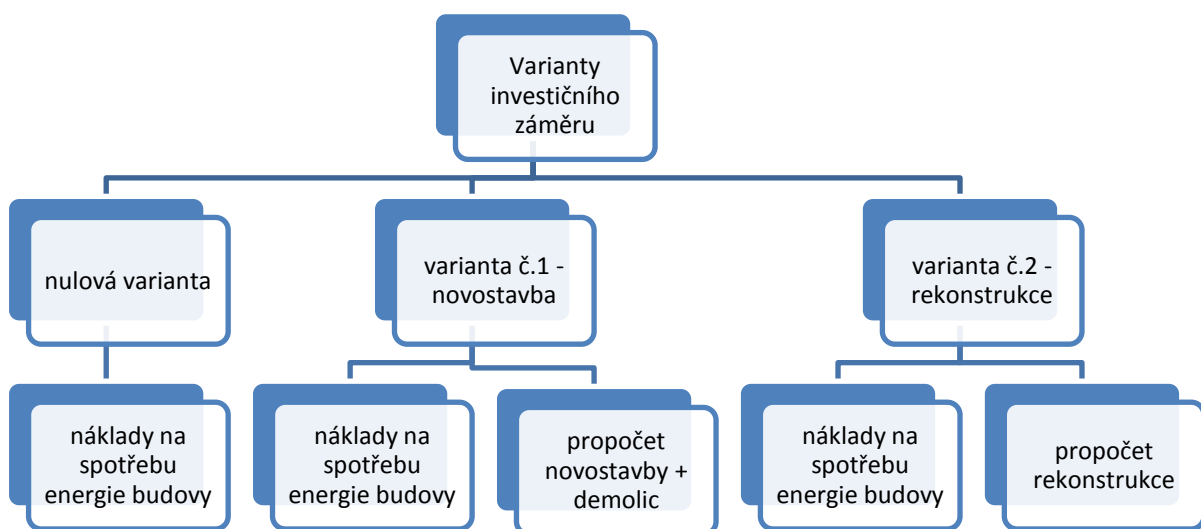 Varianty
investičního
záměru
nulová varianta
varianta č.1 -
novostavba
varianta č.2 -
rekonstrukce
náklady na
spotřebu
energie budovy
náklady na
spotřebu
energie budovy
propočet
novostavby +
demolic
náklady na
spotřebu
energie budovy
propočet
rekonstrukce